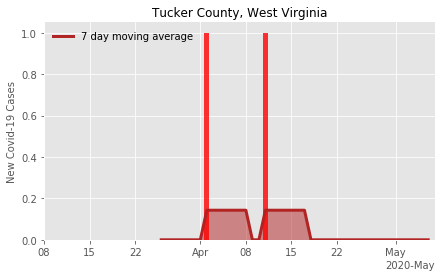 Tucker County, West Virginia
7 day moving average
New Covid-19 Cases
1.0
0.8
0.6
0.4
0.2
0.0
08 15 22 Apr 08 15 22 May
2020-May